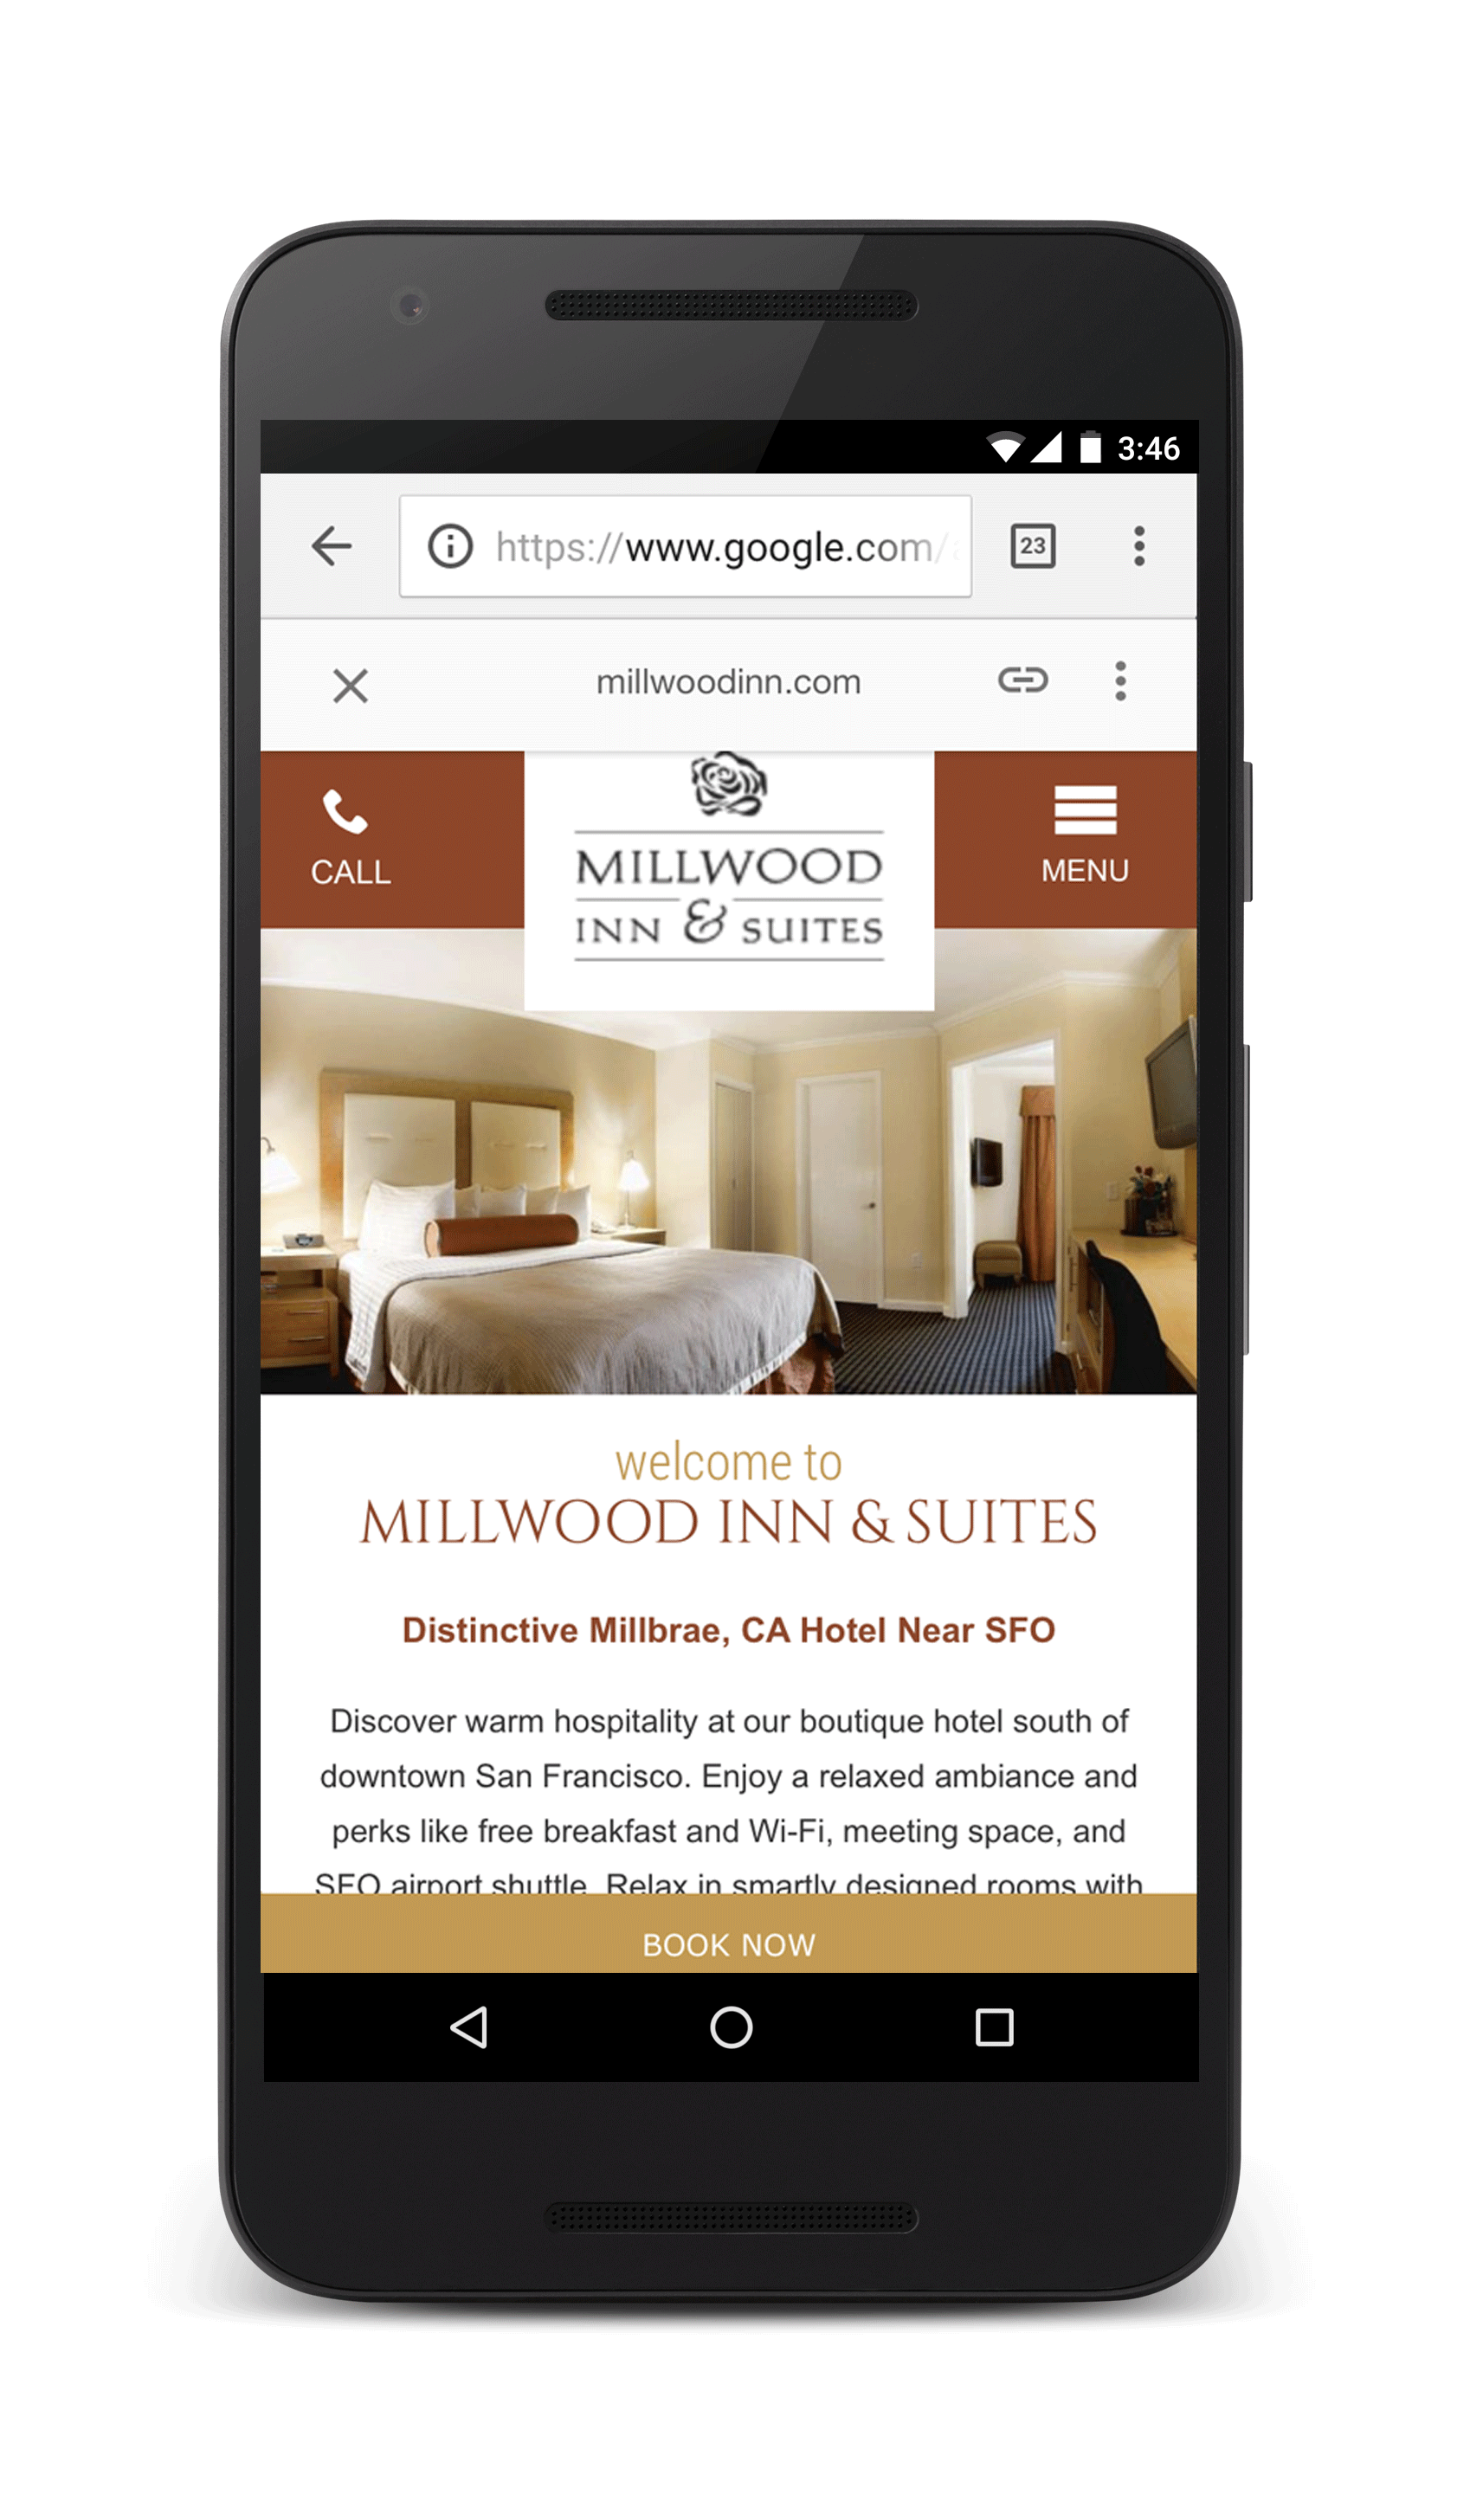 3:46
https://www.google.com/
23
millwoodinn.com
CALL
MILLWOOD
INN & SUITES
MENU
welcome to
MILLWOOD INN & SUITES
Distinctive Millbrae, CA Hotel Near SFO
Discover warm hospitality at our boutique hotel south of
downtown San Francisco. Enjoy a relaxed ambiance and
perks like free breakfast and Wi-Fi, meeting space, and
SFO airport shuttle. Relax in smartly designed rooms with
BOOK NOW